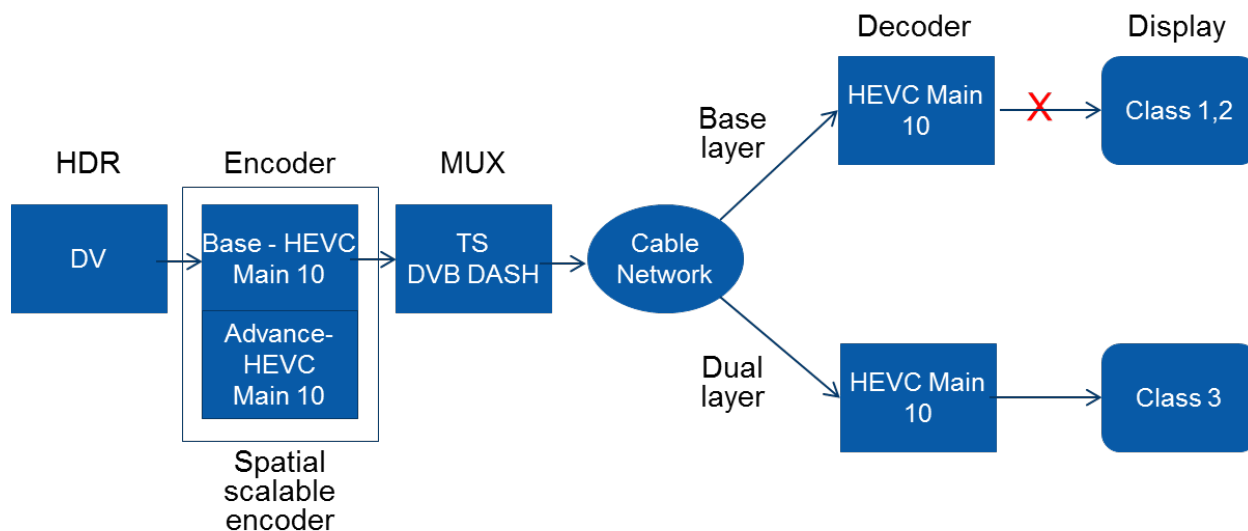 Decoder
Display
HEVC Main
10
X
Class 1,2
Base
layer
HDR
Encoder
MUX
DV
Base - HEVC
Main 10
Advance-
HEVC
Main 10
TS
DVB DASH
Cable
Network
Dual
layer
HEVC Main
10
Class 3
Spatial
scalable
encoder